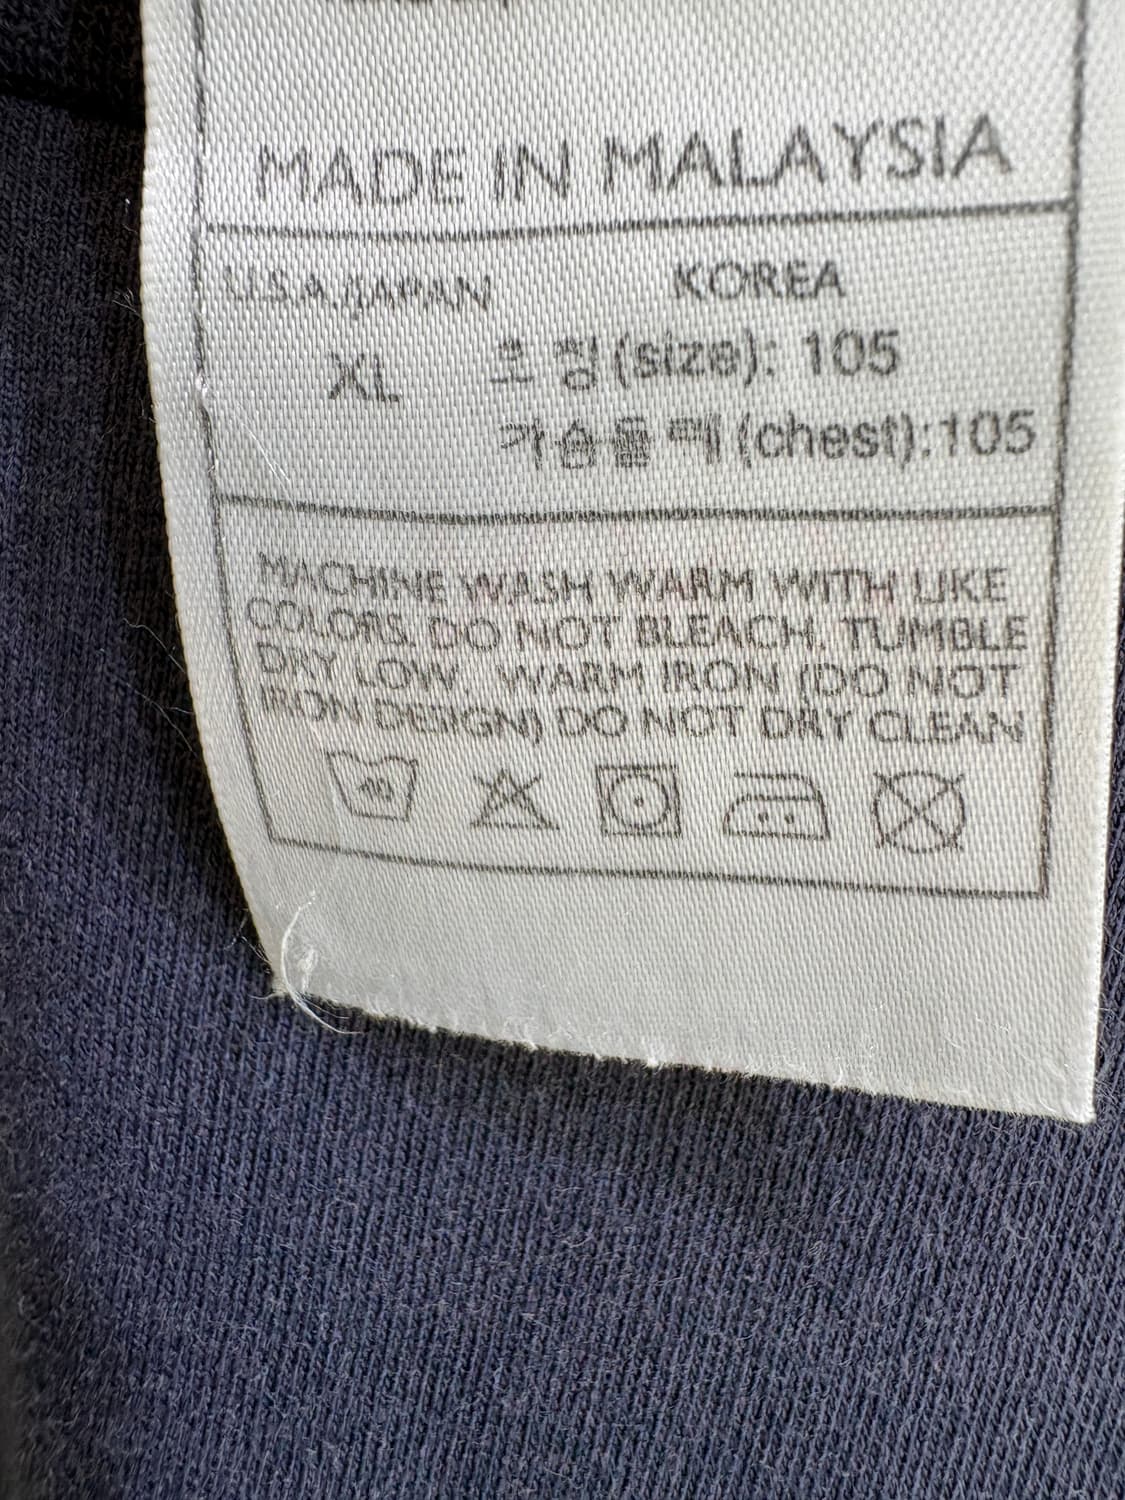 MADE IN MALAYSIA
USA/JAPAN KOREA
XL 호칭(size): 105
가슴둘레(chest):105
MACHINE WASH WARM WITH LIKE
COLORS. DO NOT BLEACH. TUMBLE
DRY LOW. WARM IRON (DO NOT
IRON DESIGN) DO NOT DRY CLEAN
40